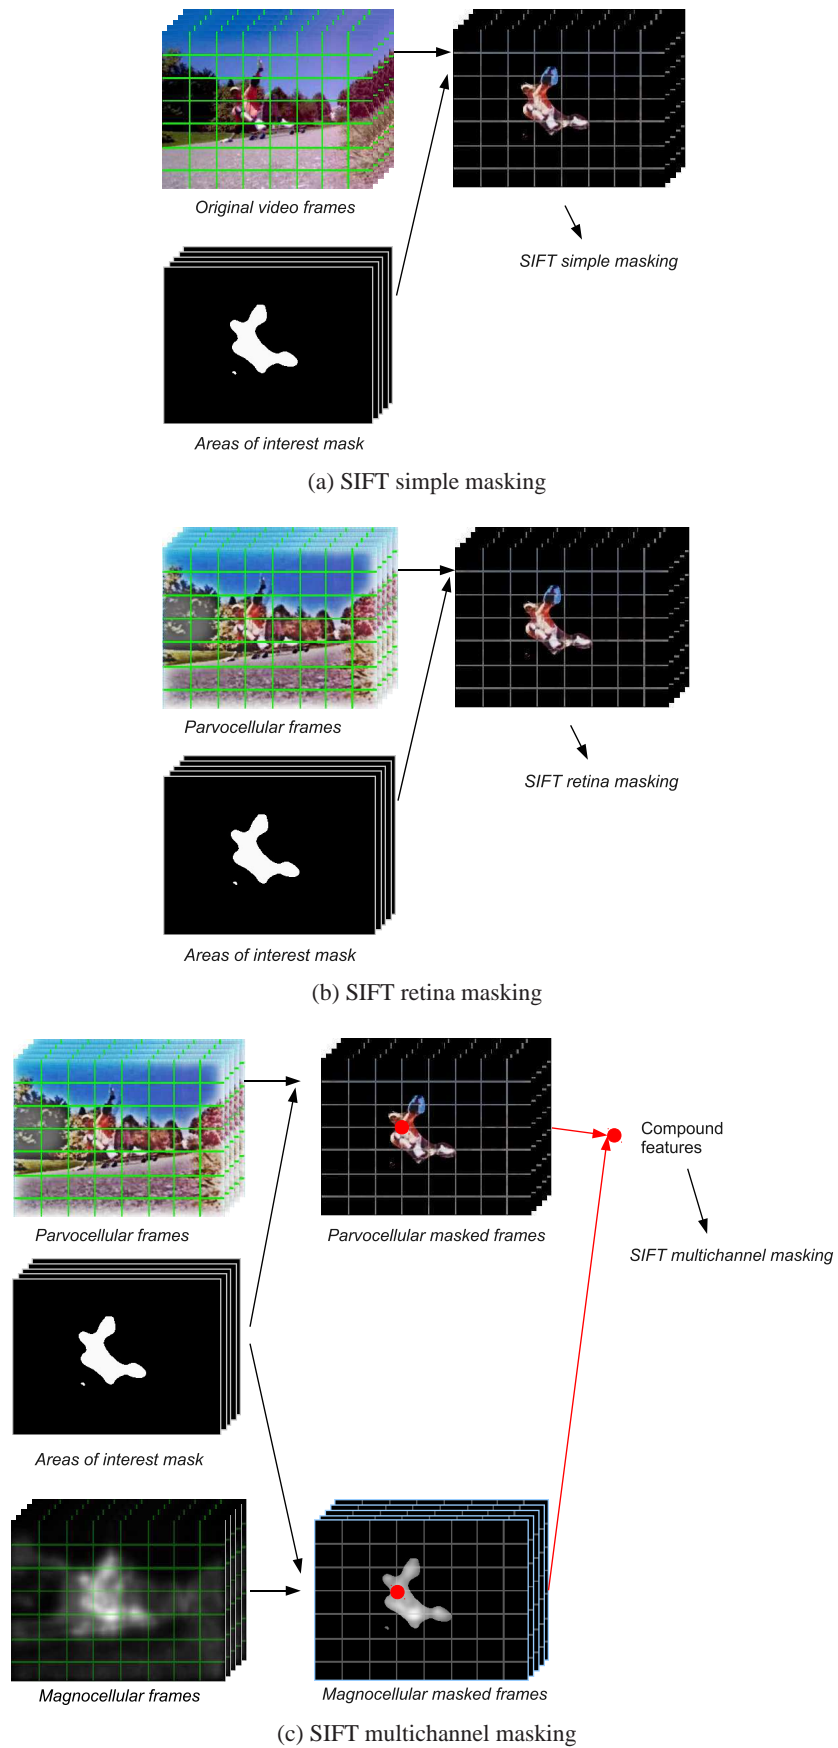 Original video frames
SIFT simple masking
Areas of interest mask
(a) SIFT simple masking
Parvocellular frames
SIFT retina masking
Areas of interest mask
(b) SIFT retina masking
Compound
features
Parvocellular frames
Parvocellular masked frames
SIFT multichannel masking
Areas of interest mask
Magnocellular frames
Magnocellular masked frames
(c) SIFT multichannel masking